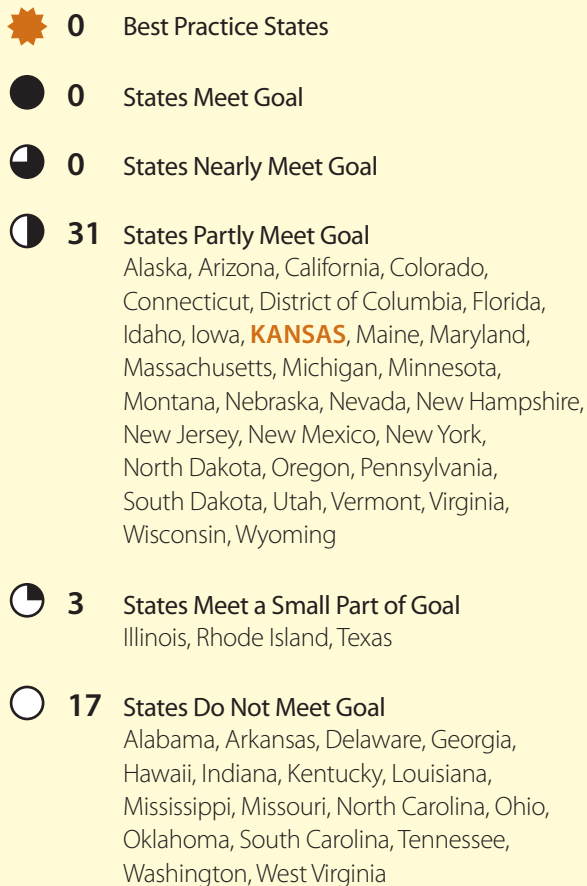 0 Best Practice States
0 States Meet Goal
0 States Nearly Meet Goal
31 States Partly Meet Goal
Alaska, Arizona, California, Colorado,
Connecticut, District of Columbia, Florida,
Idaho, Iowa, KANSAS, Maine, Maryland,
Massachusetts, Michigan, Minnesota,
Montana, Nebraska, Nevada, New Hampshire,
New Jersey, New Mexico, New York,
North Dakota, Oregon, Pennsylvania,
South Dakota, Utah, Vermont, Virginia,
Wisconsin, Wyoming
3 States Meet a Small Part of Goal
Illinois, Rhode Island, Texas
17 States Do Not Meet Goal
Alabama, Arkansas, Delaware, Georgia,
Hawaii, Indiana, Kentucky, Louisiana,
Mississippi, Missouri, North Carolina, Ohio,
Oklahoma, South Carolina, Tennessee,
Washington, West Virginia